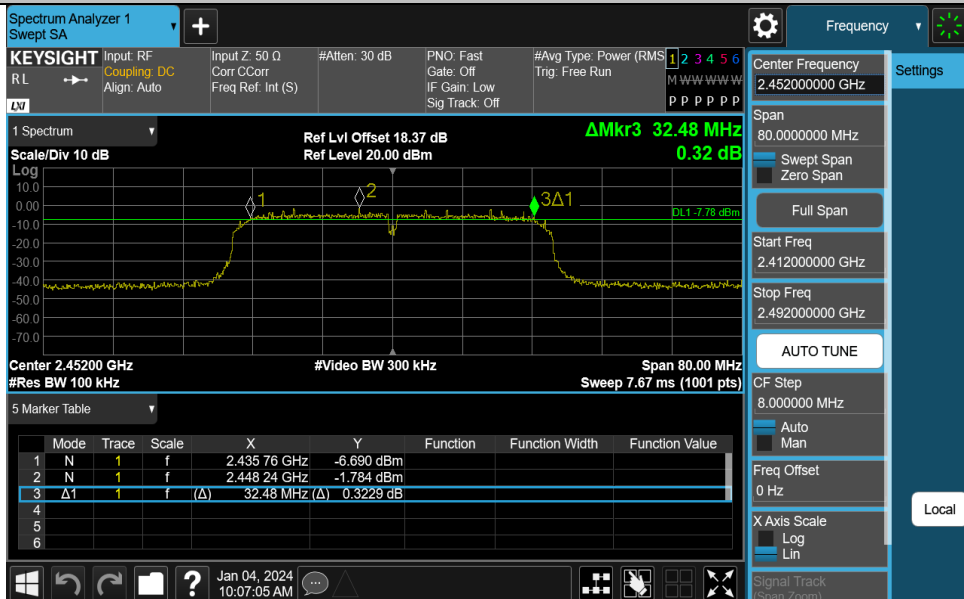 Spectrum Analyzer 1
Swept SA
+
Frequency
KEYSIGHT
RL
LXI
Input: RF
Coupling: DC
Align: Auto
Input Z: 50 Ω
Corr CCorr
Freq Ref: Int (S)
#Atten: 30 dB
PNO: Fast
Gate: Off
IF Gain: Low
Sig Track: Off
#Avg Type: Power (RMS
Trig: Free Run
1 2 3 4 5 6
M W W W W W
P P P P P P
1 Spectrum
Scale/Div 10 dB
Ref Lvl Offset 18.37 dB
Ref Level 20.00 dBm
ΔMkr3 32.48 MHz
0.32 dB
Log
10.0
0.00
-10.0
-20.0
-30.0
-40.0
-50.0
-60.0
-70.0
1
2
3Δ1
DL1 -7.78 dBm
Center 2.45200 GHz
#Video BW 300 kHz
Span 80.00 MHz
#Res BW 100 kHz
Sweep 7.67 ms (1001 pts)
5 Marker Table
Mode Trace Scale X Y Function Function Width Function Value
1 N 1 f 2.435 76 GHz -6.690 dBm
2 N 1 f 2.448 24 GHz -1.784 dBm
3 Δ1 1 f (Δ) 32.48 MHz (Δ) 0.3229 dB
4
5
6
?
Jan 04, 2024
10:07:05 AM
Center Frequency
2.452000000 GHz
Span
80.0000000 MHz
Swept Span
Zero Span
Full Span
Start Freq
2.412000000 GHz
Stop Freq
2.492000000 GHz
AUTO TUNE
CF Step
8.000000 MHz
Auto
Man
Freq Offset
0 Hz
X Axis Scale
Log
Lin
Signal Track
(Span Zoom)
Settings
Local